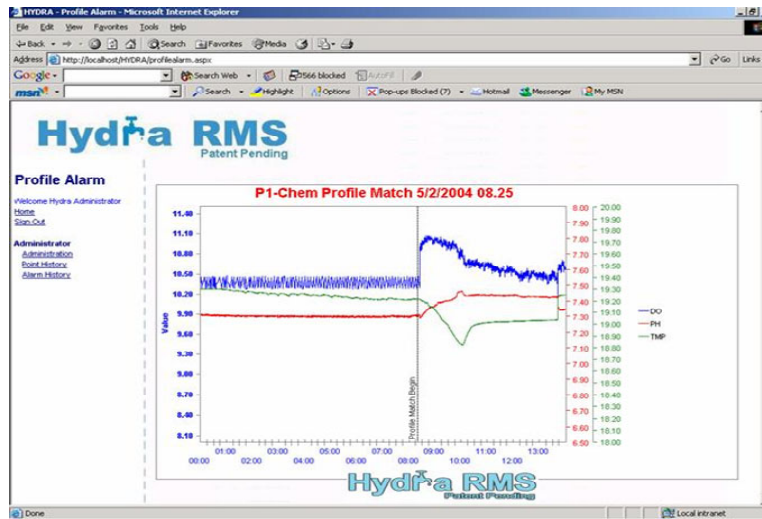 HYDRA - Profile Alarm - Microsoft Internet Explorer
File Edit View Favorites Tools Help
Back Search Favorites Media
Address http://localhost/HYDRA/profilealarm.aspx Go Links
Google Search Web 3566 blocked AutoFill
msn Search Highlight Options Pop-ups Blocked (7) Hotmail Messenger My MSN
Hydra RMS
Patent Pending
Profile Alarm
Welcome Hydra Administrator
Home
Sign Out
Administrator
Administration
Point History
Alarm History
P1-Chem Profile Match 5/2/2004 08.25
Value
11.40
11.10
10.80
10.50
10.20
9.90
9.60
9.30
9.00
8.70
8.40
8.10
Profile Match Begin
8.00
7.90
7.80
7.70
7.60
7.50
7.40
7.30
7.20
7.10
7.00
6.90
6.80
6.70
6.60
6.50
20.00
19.90
19.80
19.70
19.60
19.50
19.40
19.30
19.20
19.10
19.00
18.90
18.80
18.70
18.60
18.50
18.40
18.30
18.20
18.10
18.00
DO
PH
TMP
01:00 03:00 05:00 07:00 09:00 11:00 13:00
00:00 02:00 04:00 06:00 08:00 10:00 12:00
Hydra RMS
Patent Pending
Done Local intranet